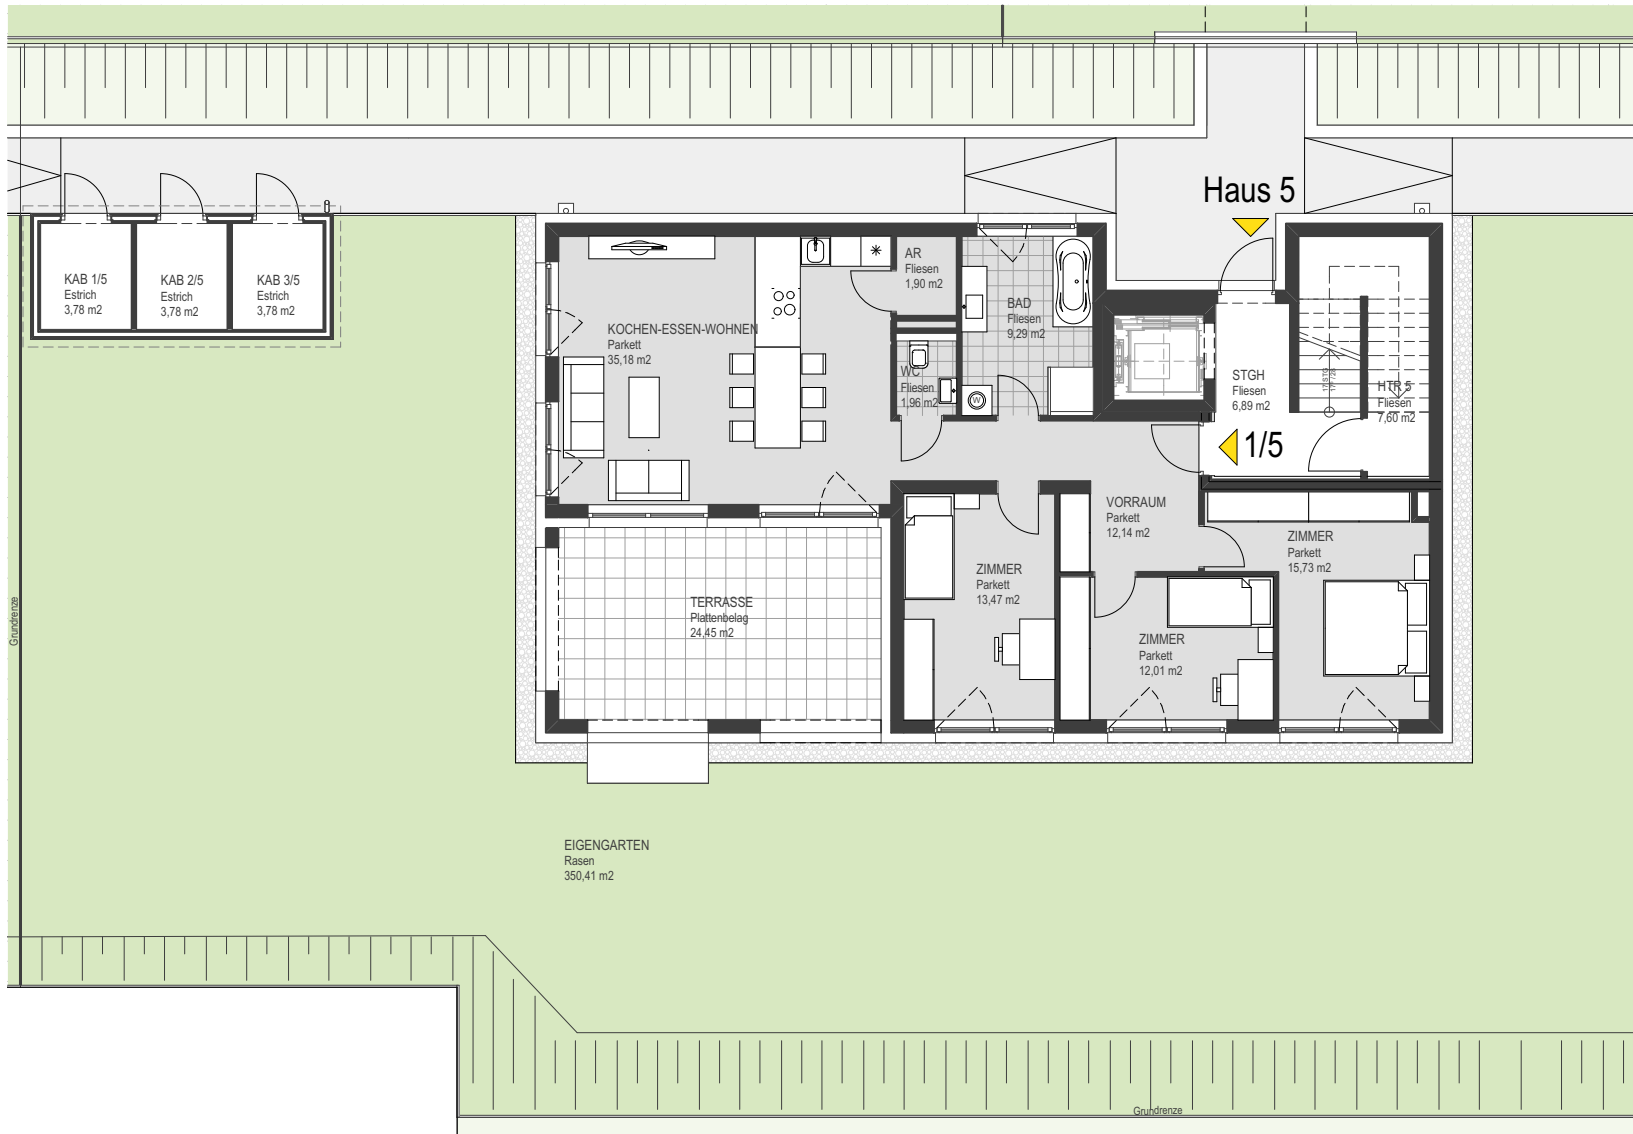 Haus 5
KAB 1/5
Estrich
3,78 m2
KAB 2/5
Estrich
3,78 m2
KAB 3/5
Estrich
3,78 m2
KOCHEN-ESSEN-WOHNEN
Parkett
35,18 m2
AR
Fliesen
1,90 m2
BAD
Fliesen
9,29 m2
WC
Fliesen
1,96 m2
W
STGH
Fliesen
6,89 m2
17 STG
HTR 5
Fliesen
7,60 m2
1/5
VORRAUM
Parkett
12,14 m2
ZIMMER
Parkett
15,73 m2
ZIMMER
Parkett
13,47 m2
ZIMMER
Parkett
12,01 m2
TERRASSE
Plattenbelag
24,45 m2
Grundrenze
EIGENGARTEN
Rasen
350,41 m2
Grundrenze